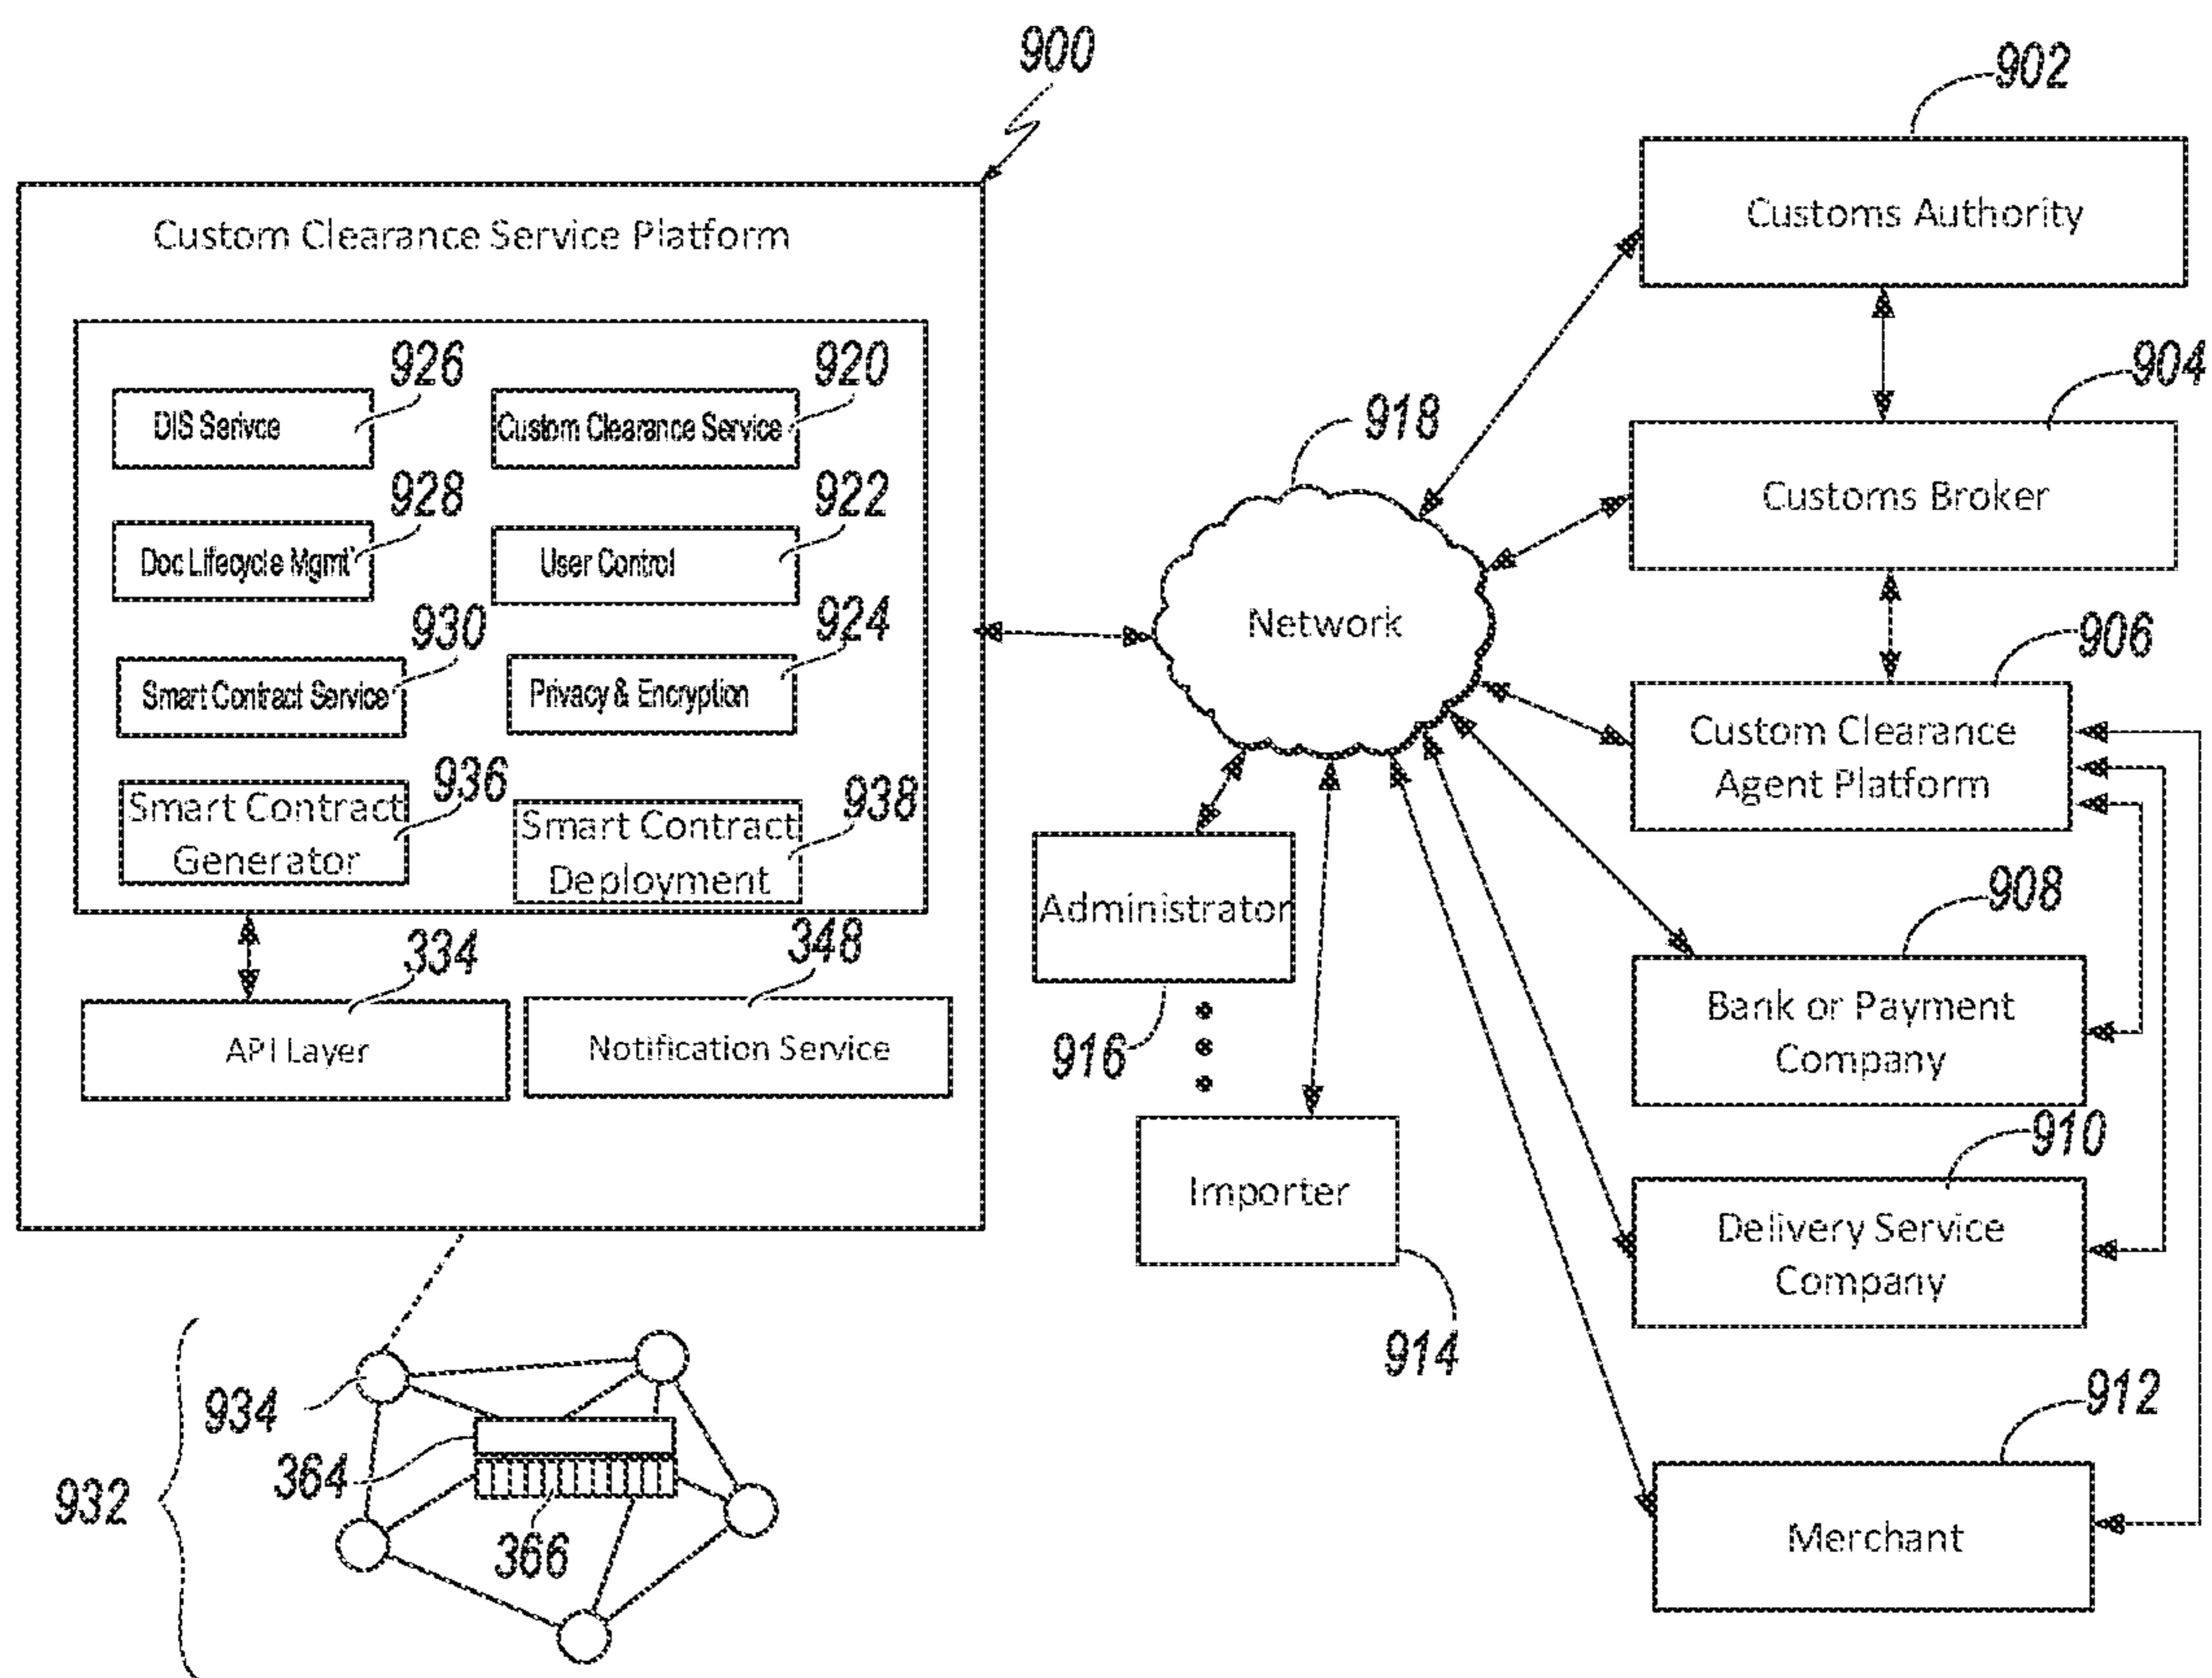 900
902
Custom Clearance Service Platform
Customs Authority
926
920
DIS Serivce
Custom Clearance Service
904
918
928
922
Customs Broker
Doc Lifecycle Mgmt
User Control
930
924
Network
906
Smart Contract Service
Privacy & Encryption
Custom Clearance
Agent Platform
936
938
Smart Contract
Generator
Smart Contract
Deployment
Administrator
908
334
348
916
Bank or Payment
Company
API Layer
Notification Service
910
Importer
Delivery Service
Company
914
934
912
364
932
366
Merchant